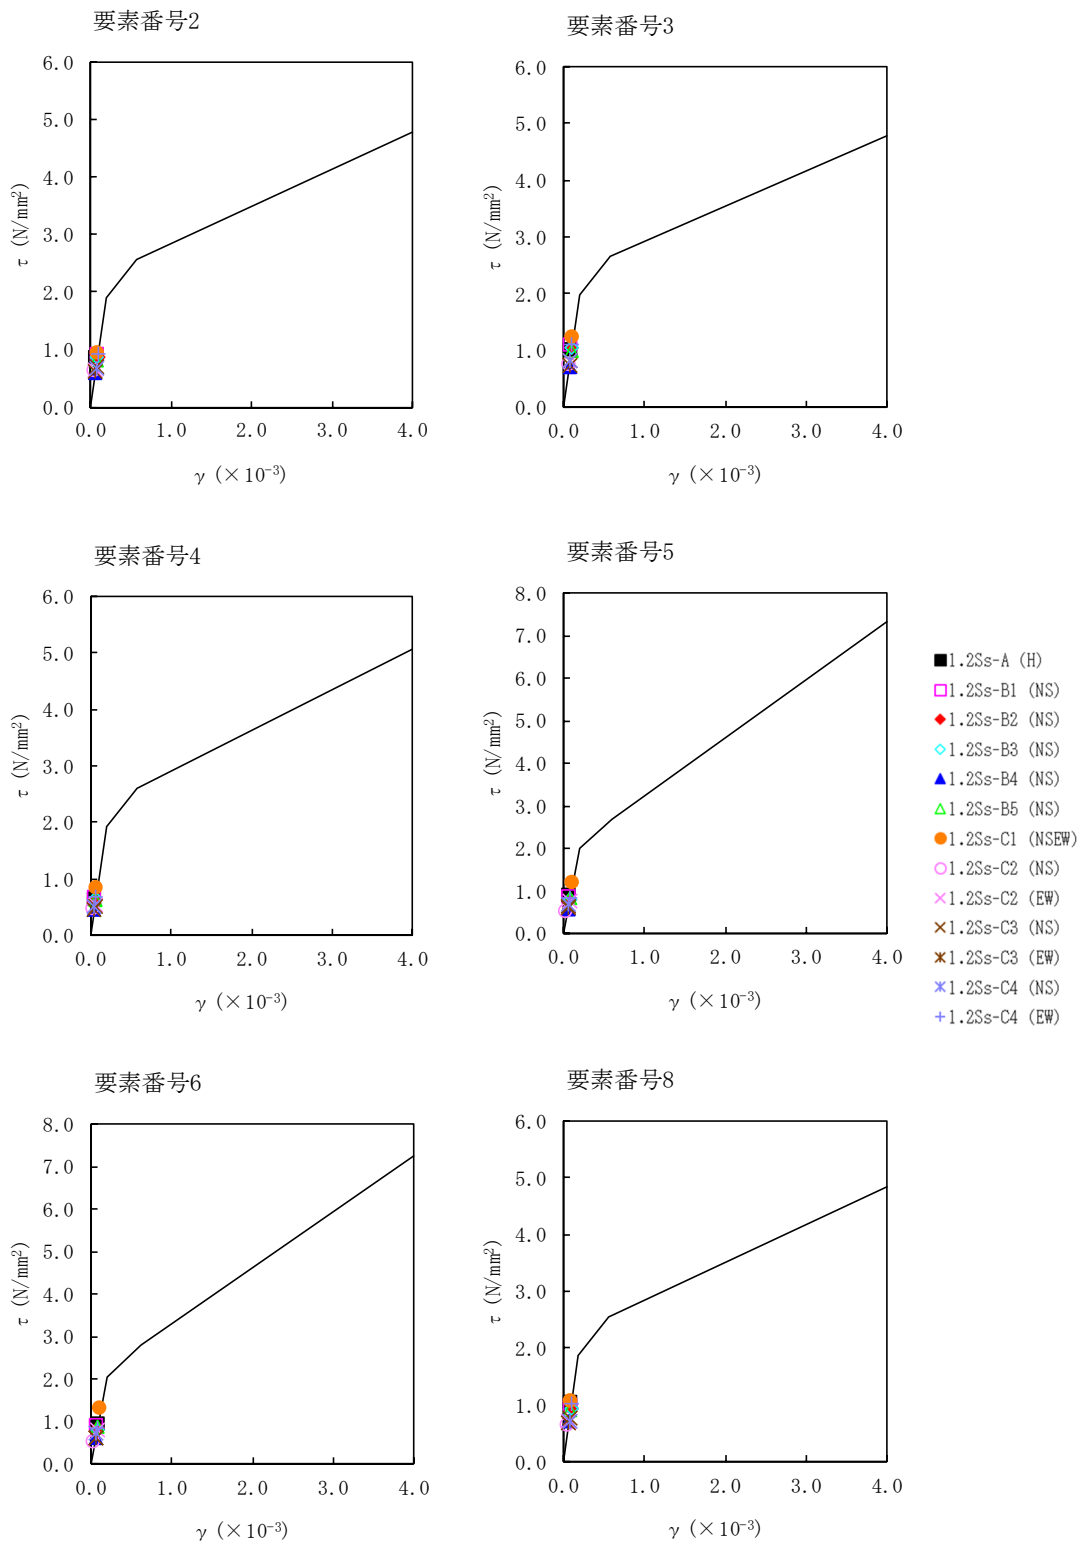 要素番号2
6.0
5.0
4.0
3.0
2.0
1.0
0.0
τ (N/mm²)
0.0 1.0 2.0 3.0 4.0
γ (×10⁻³)
要素番号3
6.0
5.0
4.0
3.0
2.0
1.0
0.0
τ (N/mm²)
0.0 1.0 2.0 3.0 4.0
γ (×10⁻³)
要素番号4
6.0
5.0
4.0
3.0
2.0
1.0
0.0
τ (N/mm²)
0.0 1.0 2.0 3.0 4.0
γ (×10⁻³)
要素番号5
8.0
7.0
6.0
5.0
4.0
3.0
2.0
1.0
0.0
τ (N/mm²)
0.0 1.0 2.0 3.0 4.0
γ (×10⁻³)
1.2Ss-A (H)
1.2Ss-B1 (NS)
1.2Ss-B2 (NS)
1.2Ss-B3 (NS)
1.2Ss-B4 (NS)
1.2Ss-B5 (NS)
1.2Ss-C1 (NSEW)
1.2Ss-C2 (NS)
1.2Ss-C2 (EW)
1.2Ss-C3 (NS)
1.2Ss-C3 (EW)
1.2Ss-C4 (NS)
1.2Ss-C4 (EW)
要素番号6
8.0
7.0
6.0
5.0
4.0
3.0
2.0
1.0
0.0
τ (N/mm²)
0.0 1.0 2.0 3.0 4.0
γ (×10⁻³)
要素番号8
6.0
5.0
4.0
3.0
2.0
1.0
0.0
τ (N/mm²)
0.0 1.0 2.0 3.0 4.0
γ (×10⁻³)